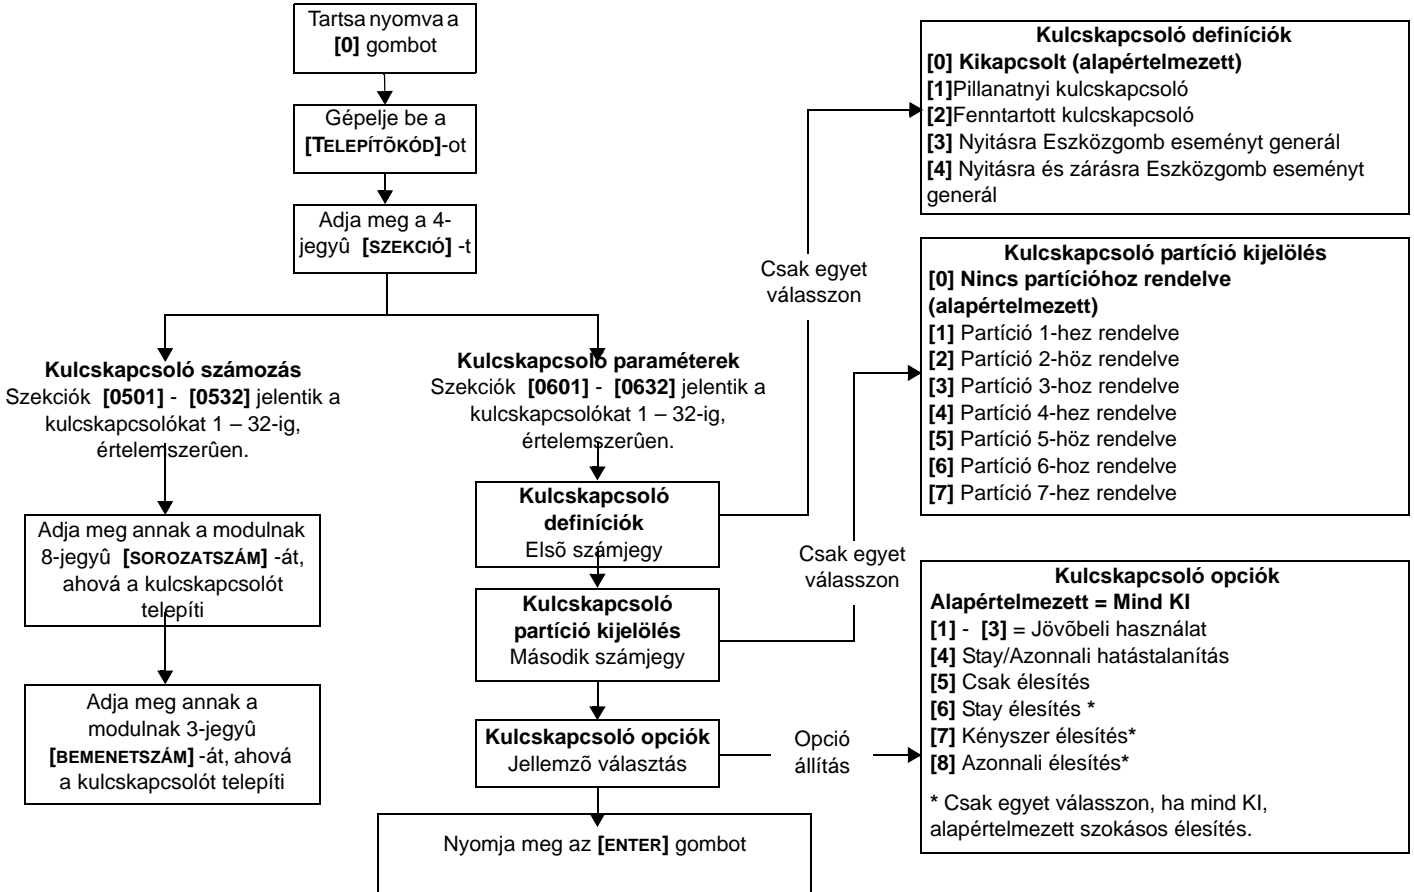 Tartsa nyomva a
[0] gombot
Gépelje be a
[TELEPÍTÕKÓD]-ot
Adja meg a 4-
jegyû [SZEKCIÓ] -t
Kulcskapcsoló számozás
Szekciók [0501] - [0532] jelentik a
kulcskapcsolókat 1 – 32-ig,
értelemszerûen.
Adja meg annak a modulnak
8-jegyû [SOROZATSZÁM] -át,
ahová a kulcskapcsolót
telepíti
Adja meg annak a
modulnak 3-jegyû
[BEMENETSZÁM] -át, ahová
a kulcskapcsolót telepíti
Kulcskapcsoló paraméterek
Szekciók [0601] - [0632] jelentik a
kulcskapcsolókat 1 – 32-ig,
értelemszerûen.
Kulcskapcsoló
definíciók
Elsõ számjegy
Kulcskapcsoló
partíció kijelölés
Második számjegy
Kulcskapcsoló opciók
Jellemzõ választás
Nyomja meg az [ENTER] gombot
Csak egyet
válasszon
Csak egyet
válasszon
Opció
állítás
Kulcskapcsoló definíciók
[0] Kikapcsolt (alapértelmezett)
[1]Pillanatnyi kulcskapcsoló
[2]Fenntartott kulcskapcsoló
[3] Nyitásra Eszközgomb eseményt generál
[4] Nyitásra és zárásra Eszközgomb eseményt
generál
Kulcskapcsoló partíció kijelölés
[0] Nincs partícióhoz rendelve
(alapértelmezett)
[1] Partíció 1-hez rendelve
[2] Partíció 2-höz rendelve
[3] Partíció 3-hoz rendelve
[4] Partíció 4-hez rendelve
[5] Partíció 5-höz rendelve
[6] Partíció 6-hoz rendelve
[7] Partíció 7-hez rendelve
Kulcskapcsoló opciók
Alapértelmezett = Mind KI
[1] - [3] = Jövõbeli használat
[4] Stay/Azonnali hatástalanítás
[5] Csak élesítés
[6] Stay élesítés *
[7] Kényszer élesítés*
[8] Azonnali élesítés*
* Csak egyet válasszon, ha mind KI,
alapértelmezett szokásos élesítés.